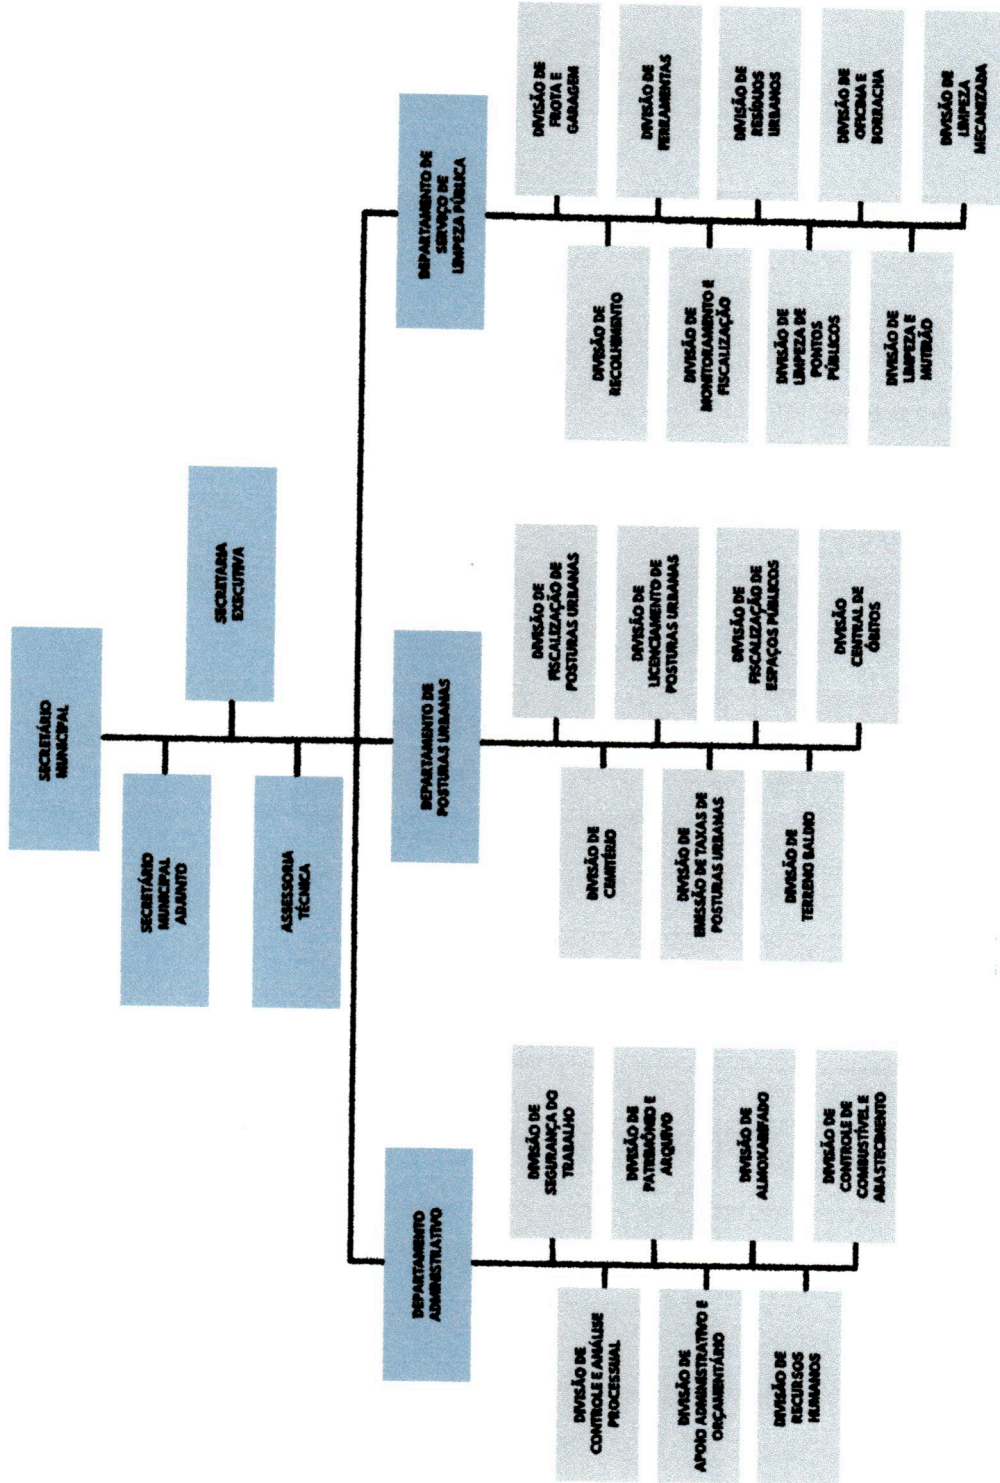 SECRETÁRIO
MUNICIPAL
SECRETÁRIO
MUNICIPAL
ADJUNTO
SECRETARIA
EXECUTIVA
ASSESSORIA
TÉCNICA
DEPARTAMENTO
ADMINISTRATIVO
DIVISÃO DE
CONTROLE E ANÁLISE
PROCESSUAL
DIVISÃO DE
SEGURANÇA DO
TRABALHO
DIVISÃO DE
APOIO ADMINISTRATIVO E
ORÇAMENTÁRIO
DIVISÃO DE
PATRIMÔNIO E
ARQUIVO
DIVISÃO DE
RECURSOS
HUMANOS
DIVISÃO DE
ALMOXARIFADO
DIVISÃO DE
CONTROLE DE
COMBUSTÍVEL E
ABASTECIMENTO
DEPARTAMENTO DE
POSTURAS URBANAS
DIVISÃO DE
CEMITÉRIO
DIVISÃO DE
FISCALIZAÇÃO DE
POSTURAS URBANAS
DIVISÃO DE
EMISSÃO DE TAXAS DE
POSTURAS URBANAS
DIVISÃO DE
LICENCIAMENTO DE
POSTURAS URBANAS
DIVISÃO DE
TERRENO BALDIO
DIVISÃO DE
FISCALIZAÇÃO DE
ESPAÇOS PÚBLICOS
DIVISÃO
CENTRAL DE
ÓBITOS
DEPARTAMENTO DE
SERVIÇO DE
LIMPEZA PÚBLICA
DIVISÃO DE
RECOLHIMENTO
DIVISÃO DE
FROTA E
GARAGEM
DIVISÃO DE
MONITORAMENTO E
FISCALIZAÇÃO
DIVISÃO DE
FERRAMENTAS
DIVISÃO DE
LIMPEZA DE
PONTOS
PÚBLICOS
DIVISÃO DE
RESÍDUOS
URBANOS
DIVISÃO DE
LIMPEZA E
MUTIRÃO
DIVISÃO DE
OFICINA E
BORRACHA
DIVISÃO DE
LIMPEZA
MECANIZADA